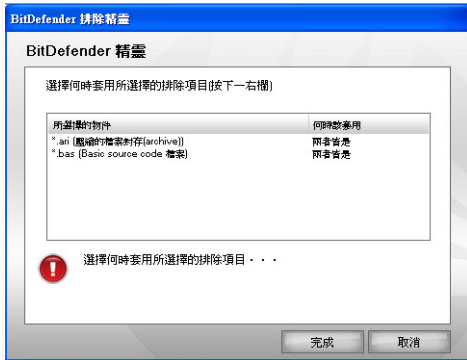 BitDefender 排除精靈
BitDefender 精靈
選擇何時套用所選擇的排除項目(按下一右欄)
所選擇的物件 何時啟套用
*.ari (壓縮的檔案封存(archive))  兩者皆是
*.bas (Basic source code 檔案) 兩者皆是
選擇何時套用所選擇的排除項目・・・
完成 取消